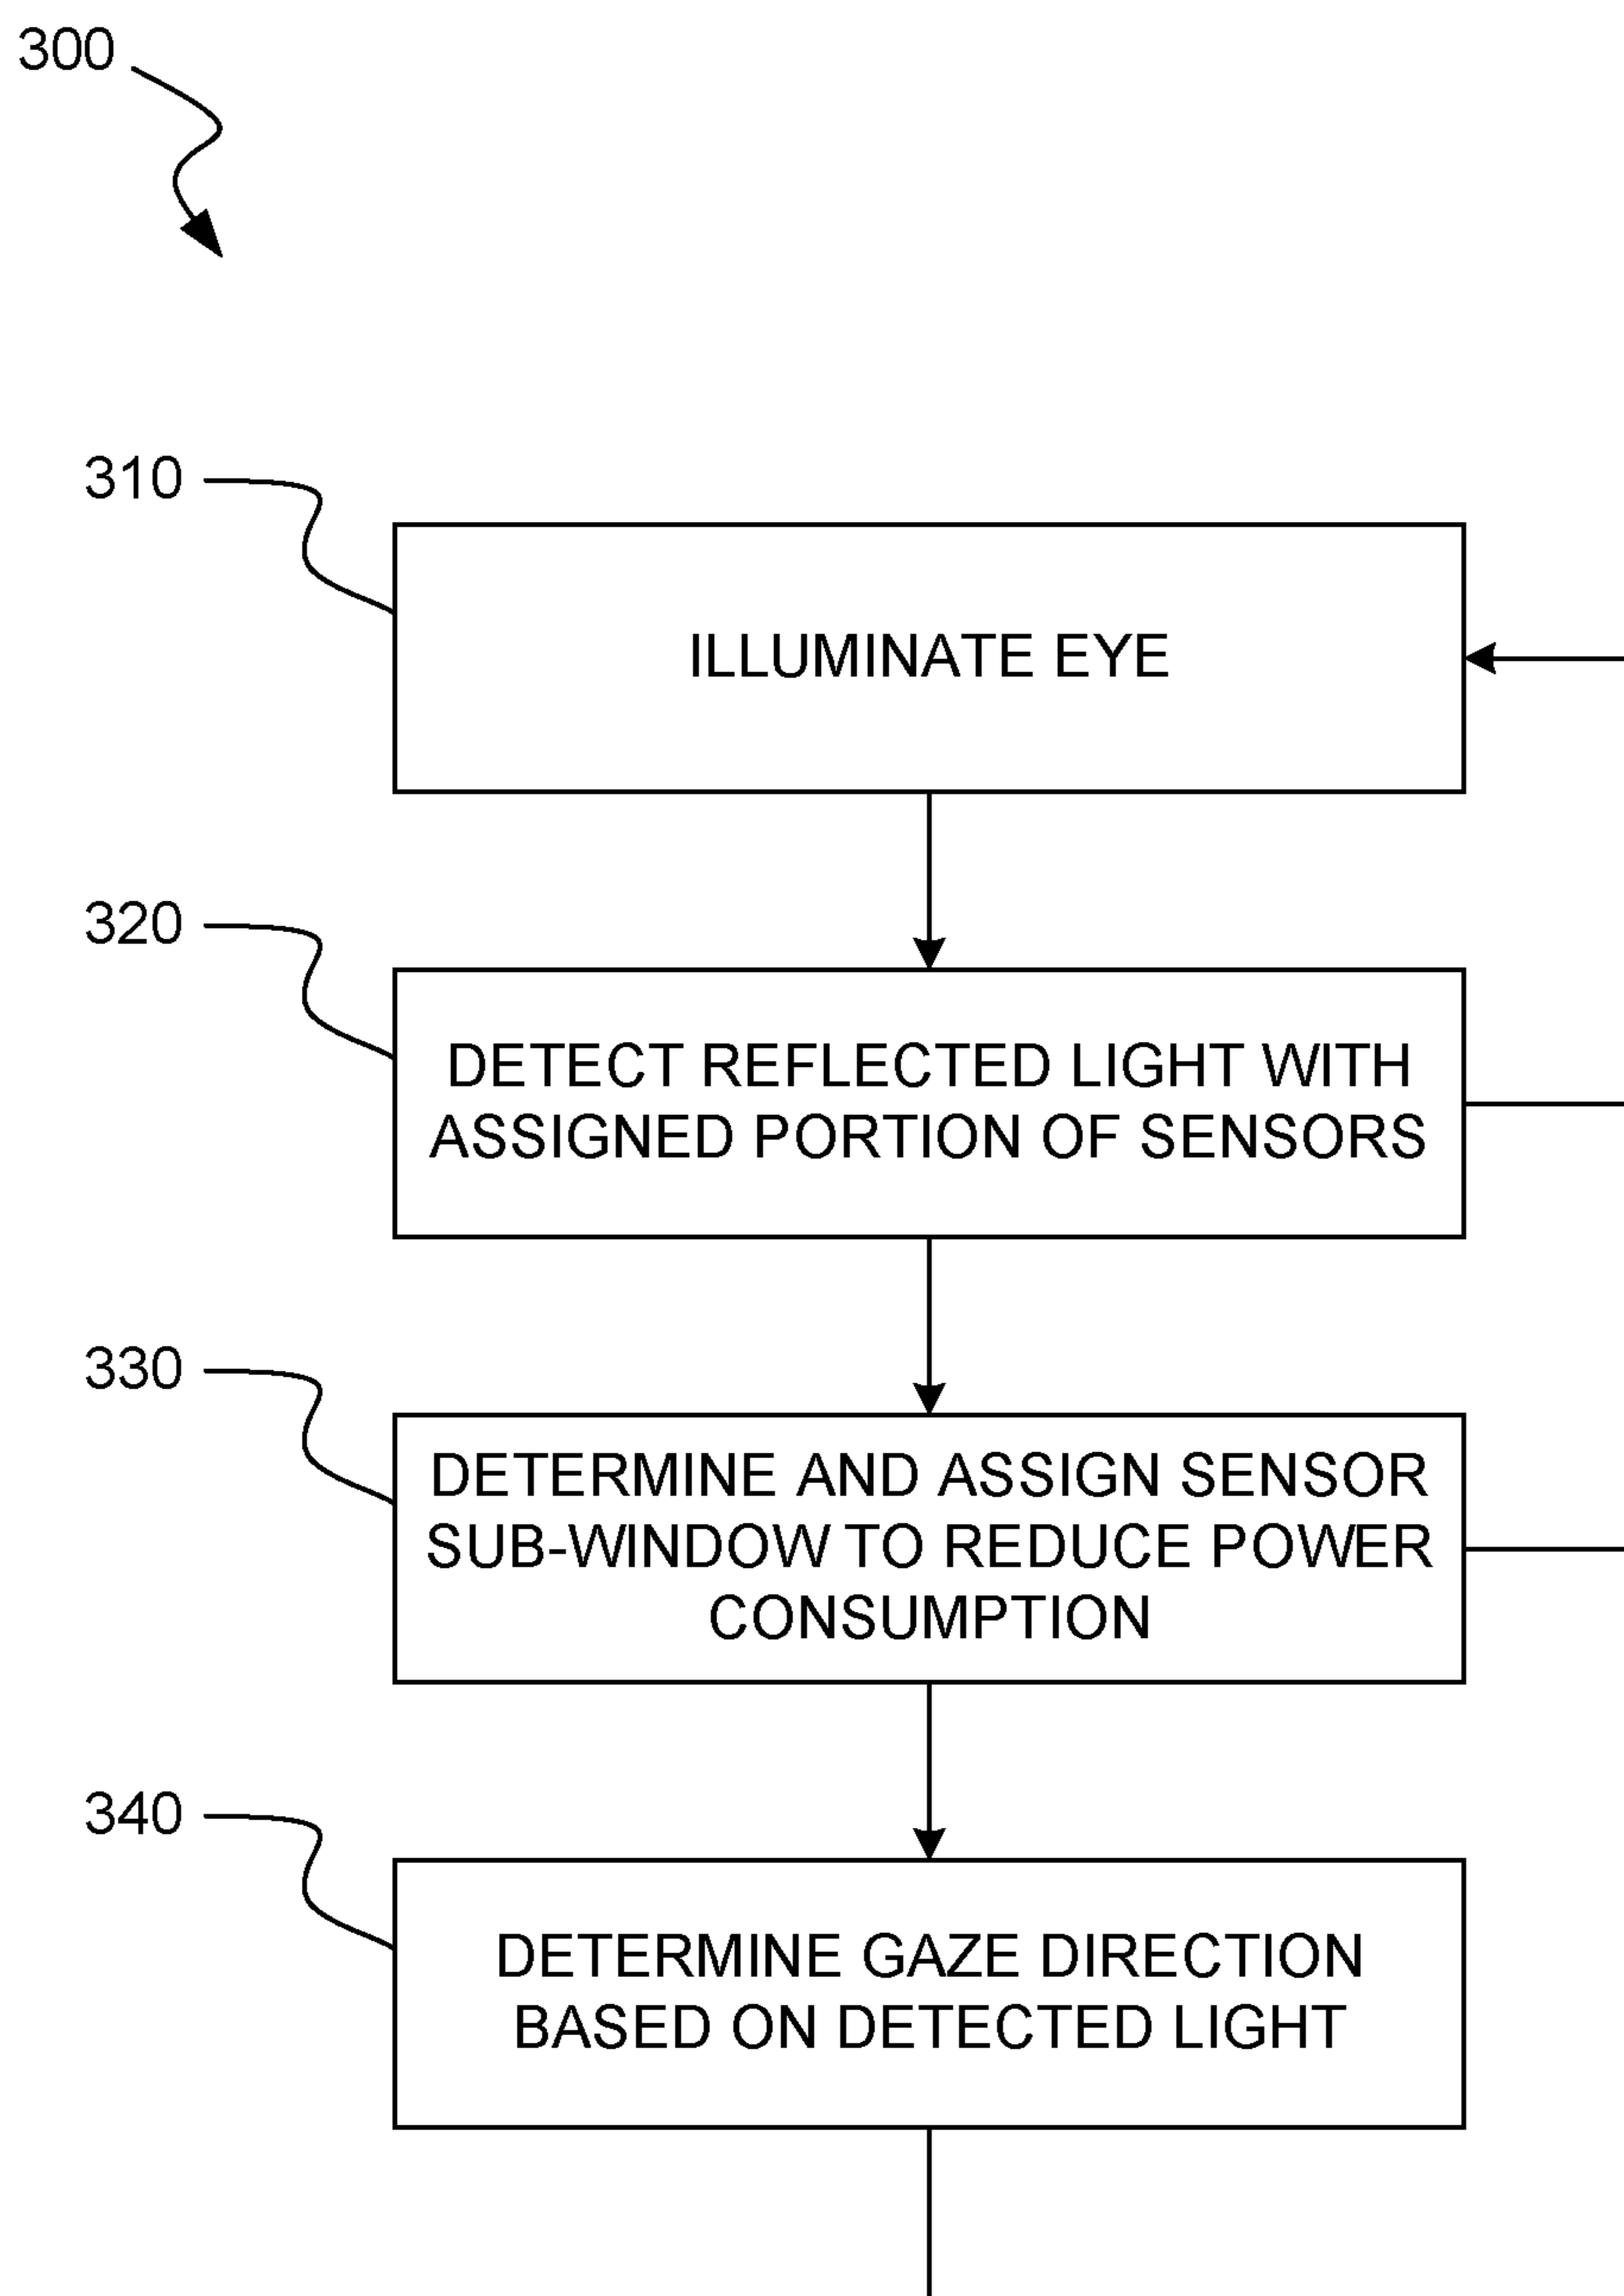 300
310
ILLUMINATE EYE
320
DETECT REFLECTED LIGHT WITH
ASSIGNED PORTION OF SENSORS
330
DETERMINE AND ASSIGN SENSOR
SUB-WINDOW TO REDUCE POWER
CONSUMPTION
340
DETERMINE GAZE DIRECTION
BASED ON DETECTED LIGHT